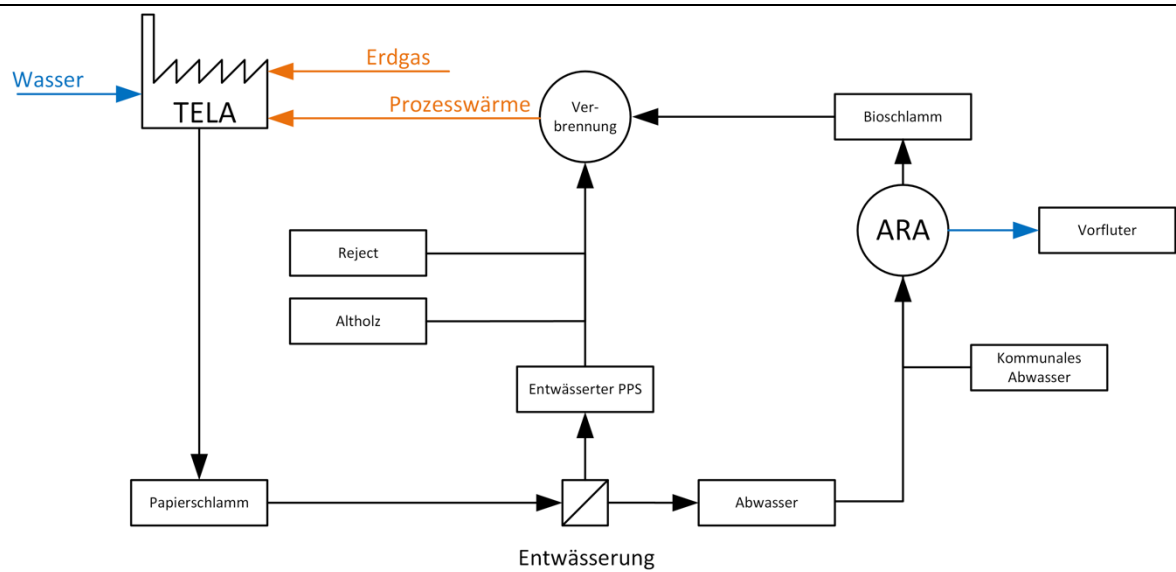 Erdgas
Wasser
Prozesswärme
TELA
Ver-
brennung
Bioschlamm
ARA
Vorfluter
Reject
Altholz
Kommunales
Abwasser
Entwässerter PPS
Papierschlamm
Abwasser
Entwässerung